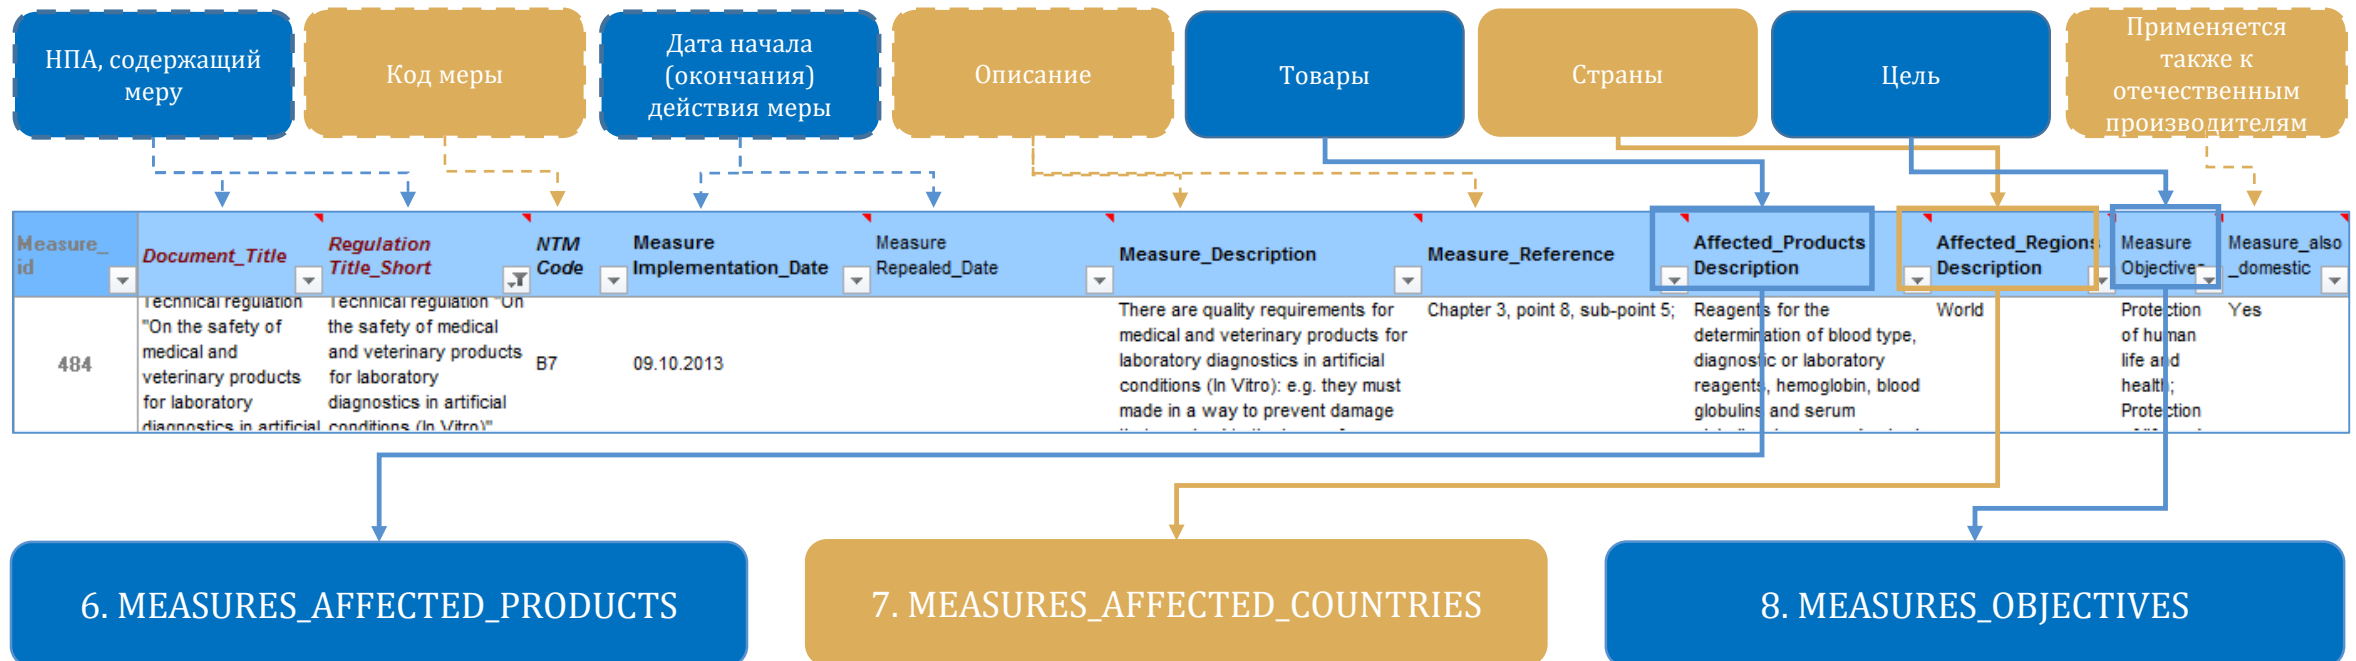 НПА, содержащий
меру
Код меры
Дата начала
(окончания)
действия меры
Описание
Товары
Страны
Цель
Применяется
также к
отечественным
производителям
Measure_
id
Document_Title
Regulation
Title_Short
NTM
Code
Measure
Implementation_Date
Measure
Repealed_Date
Measure_Description
Measure_Reference
Affected_Products
Description
Affected_Regions
Description
Measure
Objectives
Measure_also
_domestic
484
Technical regulation
"On the safety of
medical and
veterinary products
for laboratory
diagnostics in artificial
Technical regulation "On
the safety of medical
and veterinary products
for laboratory
diagnostics in artificial
conditions (In Vitro)"
B7
09.10.2013
There are quality requirements for
medical and veterinary products for
laboratory diagnostics in artificial
conditions (In Vitro): e.g. they must
made in a way to prevent damage
Chapter 3, point 8, sub-point 5;
Reagents for the
determination of blood type,
diagnostic or laboratory
reagents, hemoglobin, blood
globulins and serum
World
Protection
of human
life and
health;
Protection
Yes
6. MEASURES_AFFECTED_PRODUCTS
7. MEASURES_AFFECTED_COUNTRIES
8. MEASURES_OBJECTIVES